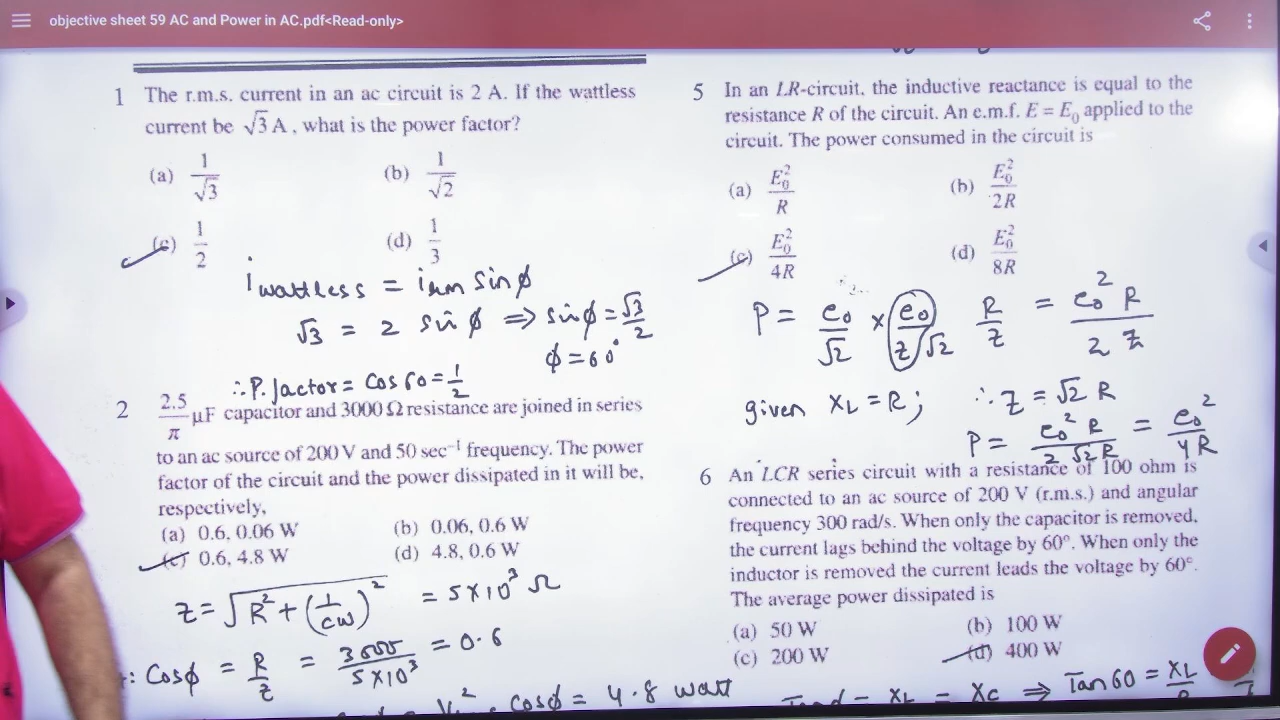 objective sheet 59 AC and Power in AC.pdf<Read-only>
1 The r.m.s. current in an ac circuit is 2 A. If the wattless
current be √3 A, what is the power factor?
(a) 1/√3 (b) 1/√2
(c) 1/2 (d) 1/3
i wattless = i rm sin ϕ
√3 = 2 sin ϕ ⇒ sin ϕ = √3/2
ϕ = 60°
∴ P. factor = Cos 60 = 1/2
2 2.5/π µF capacitor and 3000 Ω resistance are joined in series
to an ac source of 200 V and 50 sec⁻¹ frequency. The power
factor of the circuit and the power dissipated in it will be,
respectively,
(a) 0.6, 0.06 W (b) 0.06, 0.6 W
(c) 0.6, 4.8 W (d) 4.8, 0.6 W
Z = √R² + (1/cω)² = 5 × 10³ Ω
: Cos ϕ = R/Z = 3000/5×10³ = 0.6
Cos ϕ = 4.8 watt
5 In an LR-circuit, the inductive reactance is equal to the
resistance R of the circuit. An e.m.f. E = E₀ applied to the
circuit. The power consumed in the circuit is
(a) E₀²/R (b) E₀²/2R
(c) E₀²/4R (d) E₀²/8R
P = e₀/√2 × e₀/Z√2 R/Z = e₀² R/2 Z
given XL = R; ∴ Z = √2 R
P = e₀² R/2 √2 R = e₀²/4R
6 An LCR series circuit with a resistance of 100 ohm is
connected to an ac source of 200 V (r.m.s.) and angular
frequency 300 rad/s. When only the capacitor is removed,
the current lags behind the voltage by 60°. When only the
inductor is removed the current leads the voltage by 60°.
The average power dissipated is
(a) 50 W (b) 100 W
(c) 200 W (d) 400 W
XL = Xc ⇒ Tan 60 = XL